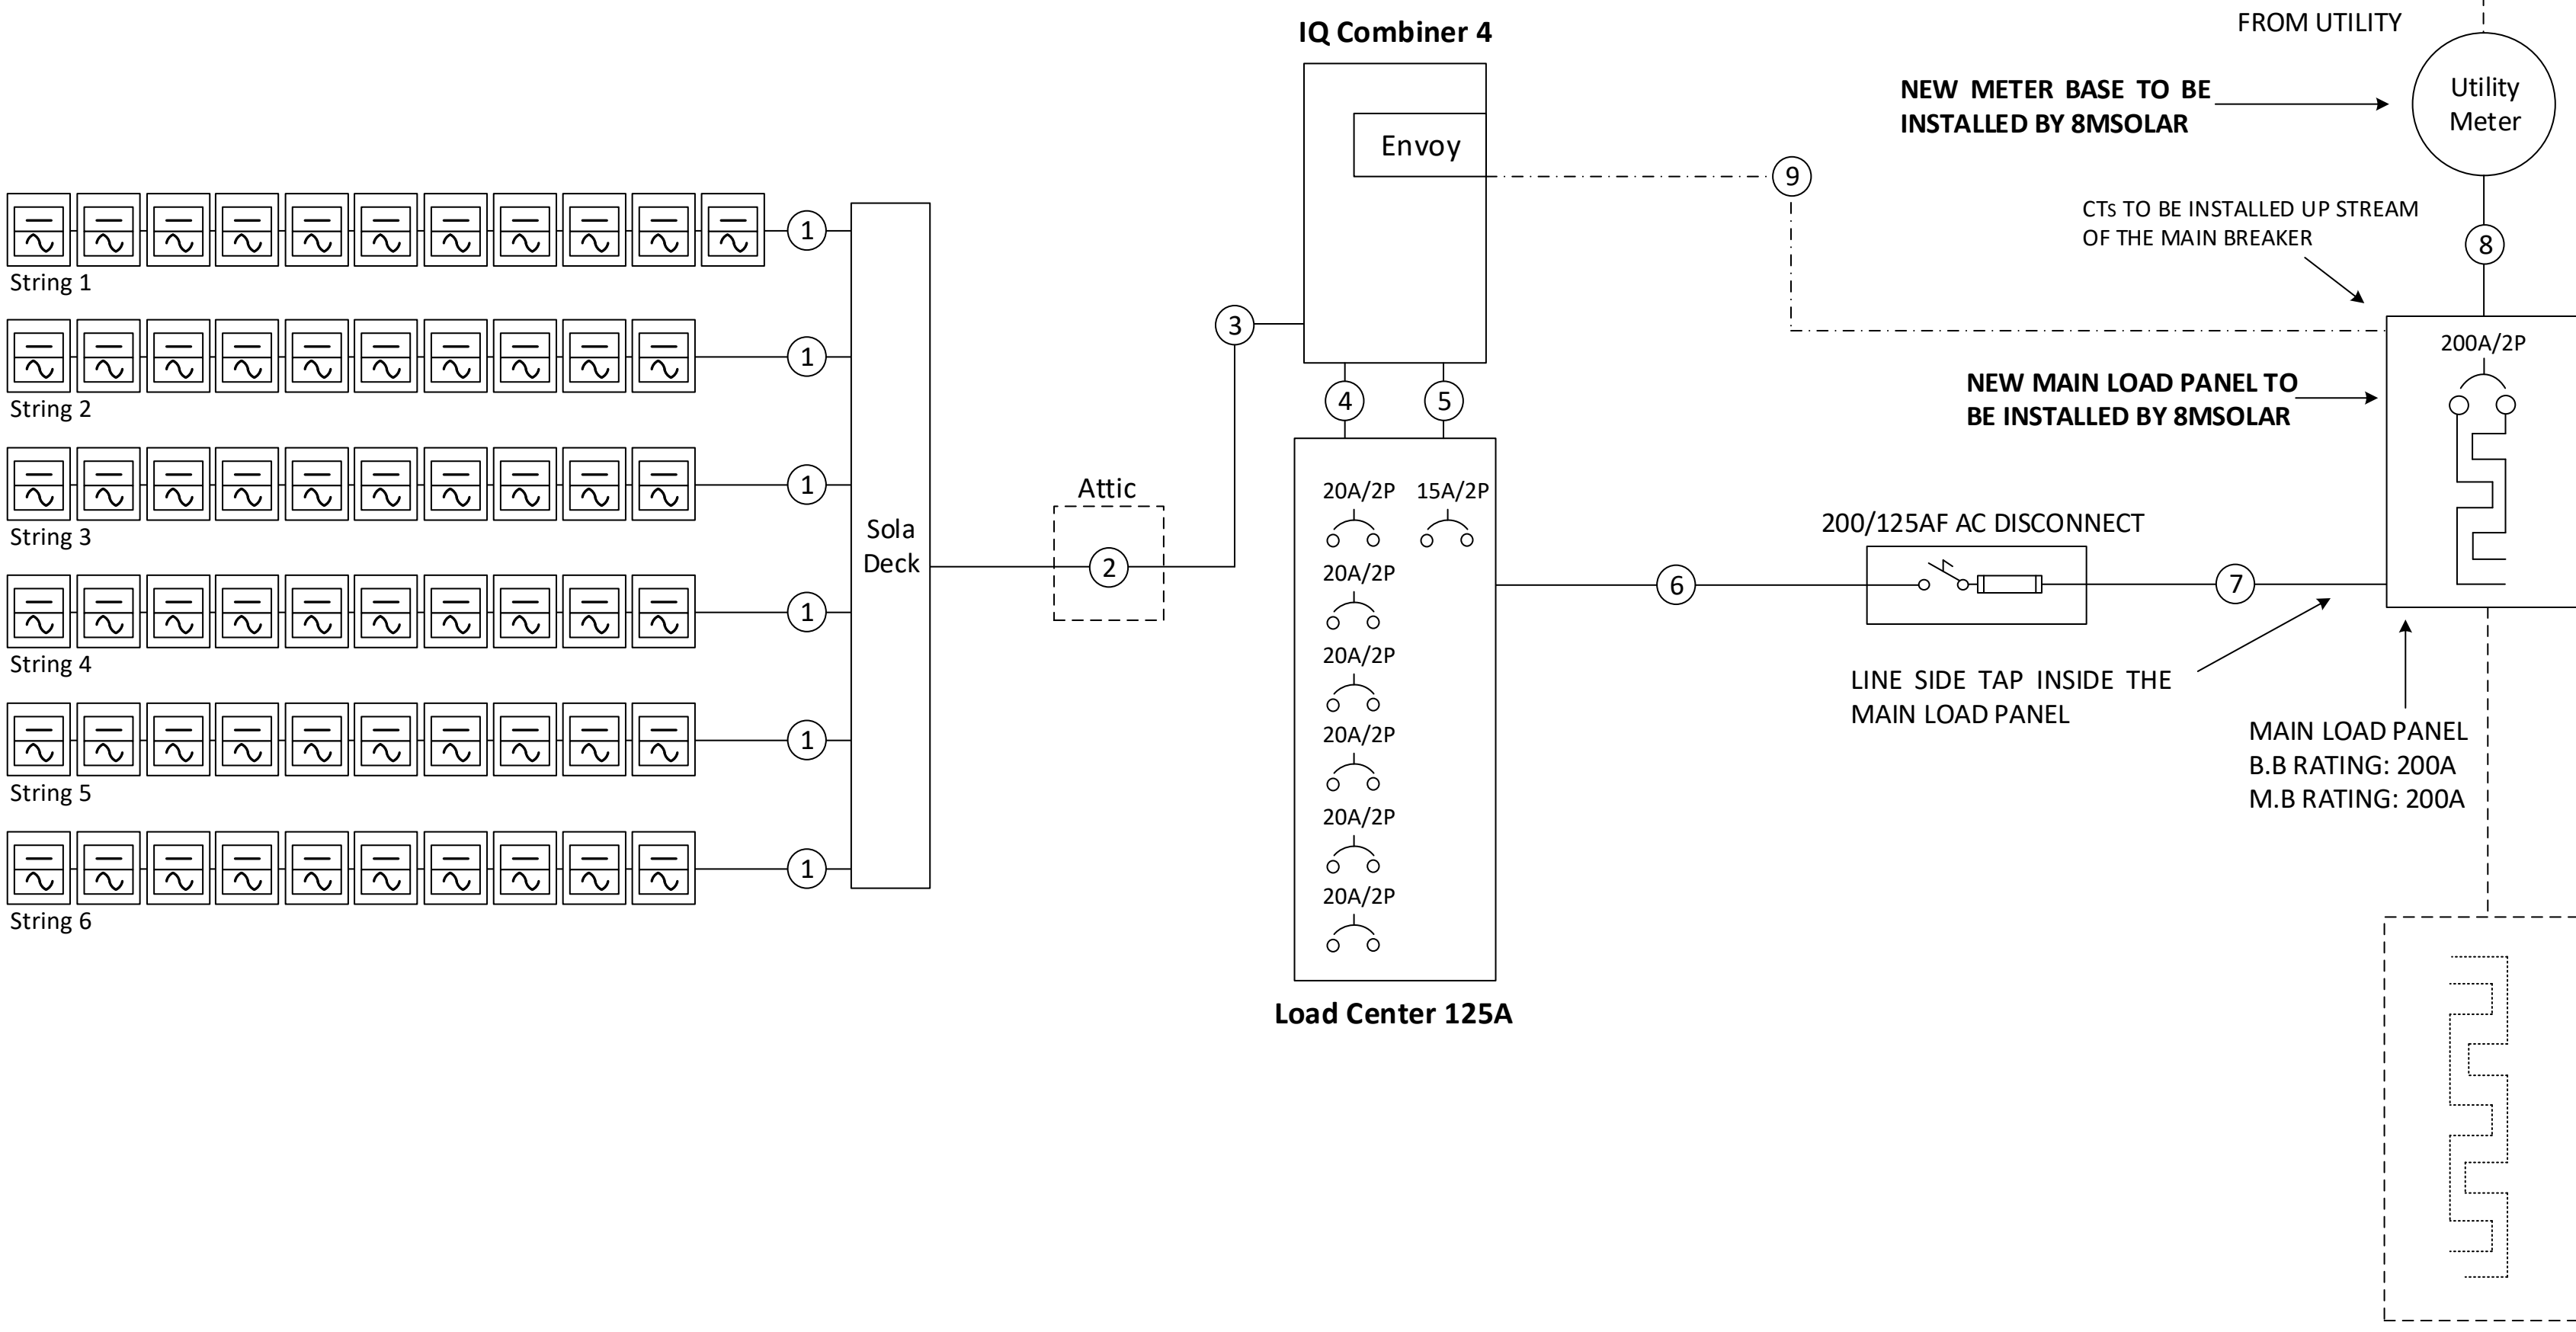 IQ Combiner 4
Envoy
FROM UTILITY
NEW METER BASE TO BE
INSTALLED BY 8MSOLAR
Utility
Meter
9
CTs TO BE INSTALLED UP STREAM
OF THE MAIN BREAKER
8
1
String 1
1
String 2
1
String 3
1
String 4
1
String 5
1
String 6
Sola
Deck
Attic
2
3
4
5
20A/2P
15A/2P
20A/2P
20A/2P
20A/2P
20A/2P
20A/2P
Load Center 125A
6
200/125AF AC DISCONNECT
7
NEW MAIN LOAD PANEL TO
BE INSTALLED BY 8MSOLAR
200A/2P
LINE SIDE TAP INSIDE THE
MAIN LOAD PANEL
MAIN LOAD PANEL
B.B RATING: 200A
M.B RATING: 200A